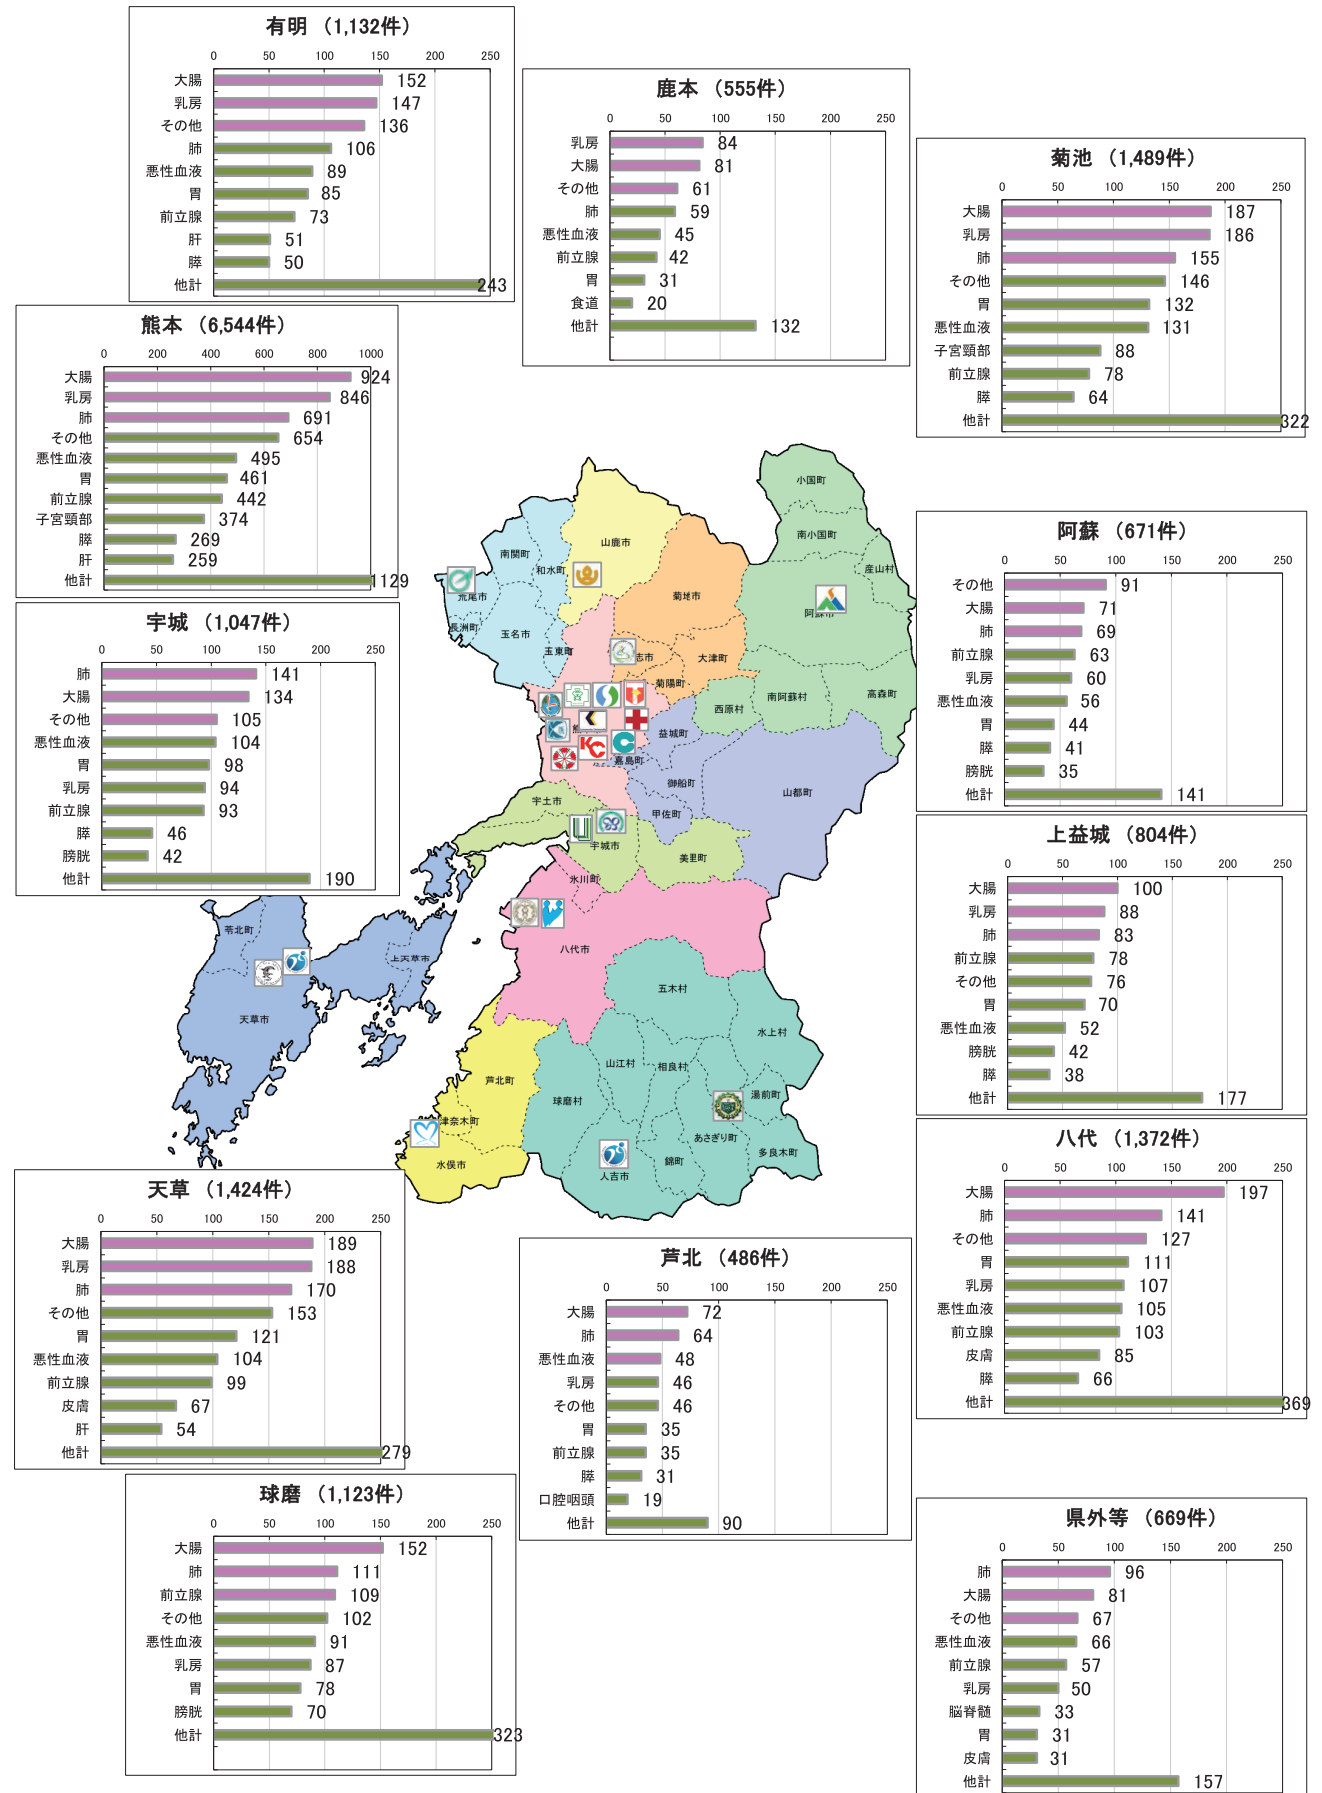 有明 （1,132件）
0 50 100 150 200 250
大腸 152
乳房 147
その他 136
肺 106
悪性血液 89
胃 85
前立腺 73
肝 51
膵 50
他計 243
鹿本 （555件）
0 50 100 150 200 250
乳房 84
大腸 81
その他 61
肺 59
悪性血液 45
前立腺 42
胃 31
食道 20
他計 132
菊池 （1,489件）
0 50 100 150 200 250
大腸 187
乳房 186
肺 155
その他 146
胃 132
悪性血液 131
子宮頸部 88
前立腺 78
膵 64
他計 322
熊本 （6,544件）
0 200 400 600 800 1000
大腸 924
乳房 846
肺 691
その他 654
悪性血液 495
胃 461
前立腺 442
子宮頸部 374
膵 269
肝 259
他計 1129
宇城 （1,047件）
0 50 100 150 200 250
肺 141
大腸 134
その他 105
悪性血液 104
胃 98
乳房 94
前立腺 93
膵 46
膀胱 42
他計 190
阿蘇 （671件）
0 50 100 150 200 250
その他 91
大腸 71
肺 69
前立腺 63
乳房 60
悪性血液 56
胃 44
膵 41
膀胱 35
他計 141
上益城 （804件）
0 50 100 150 200 250
大腸 100
乳房 88
肺 83
前立腺 78
その他 76
胃 70
悪性血液 52
膀胱 42
膵 38
他計 177
小国町
南小国町
産山村
山鹿市
南関町
和水町
荒尾市
長洲町
玉名市
玉東町
菊池市
志市
大津町
菊陽町
阿蘇市
西原村
南阿蘇村
高森町
益城町
嘉島町
御船町
甲佐町
山都町
宇土市
宇城市
美里町
氷川町
八代市
KC
苓北町
上天草市
天草市
五木村
水上村
山江村
相良村
芦北町
球磨村
湯前町
津奈木町
あさぎり町
多良木町
錦町
水俣市
人吉市
八代 （1,372件）
0 50 100 150 200 250
大腸 197
肺 141
その他 127
胃 111
乳房 107
悪性血液 105
前立腺 103
皮膚 85
膵 66
他計 369
天草 （1,424件）
0 50 100 150 200 250
大腸 189
乳房 188
肺 170
その他 153
胃 121
悪性血液 104
前立腺 99
皮膚 67
肝 54
他計 279
芦北 （486件）
0 50 100 150 200 250
大腸 72
肺 64
悪性血液 48
乳房 46
その他 46
胃 35
前立腺 35
膵 31
口腔咽頭 19
他計 90
球磨 （1,123件）
0 50 100 150 200 250
大腸 152
肺 111
前立腺 109
その他 102
悪性血液 91
乳房 87
胃 78
膀胱 70
他計 323
県外等 （669件）
0 50 100 150 200 250
肺 96
大腸 81
その他 67
悪性血液 66
前立腺 57
乳房 50
脳脊髄 33
胃 31
皮膚 31
他計 157